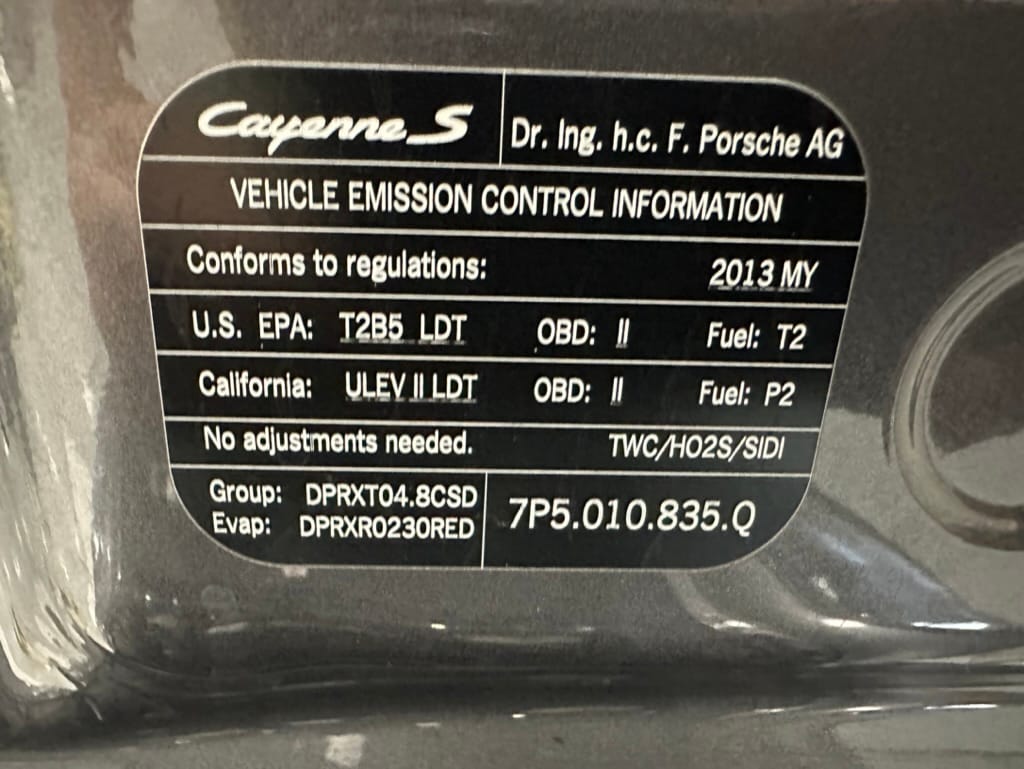 Cayenne S Dr. Ing. h.c. F. Porsche AG
VEHICLE EMISSION CONTROL INFORMATION
Conforms to regulations: 2013 MY
U.S. EPA: T2B5 LDT OBD: II Fuel: T2
California: ULEV II LDT OBD: II Fuel: P2
No adjustments needed. TWC/HO2S/SIDI
Group: DPRXT04.8CSD
Evap: DPRXR0230RED
7P5.010.835.Q